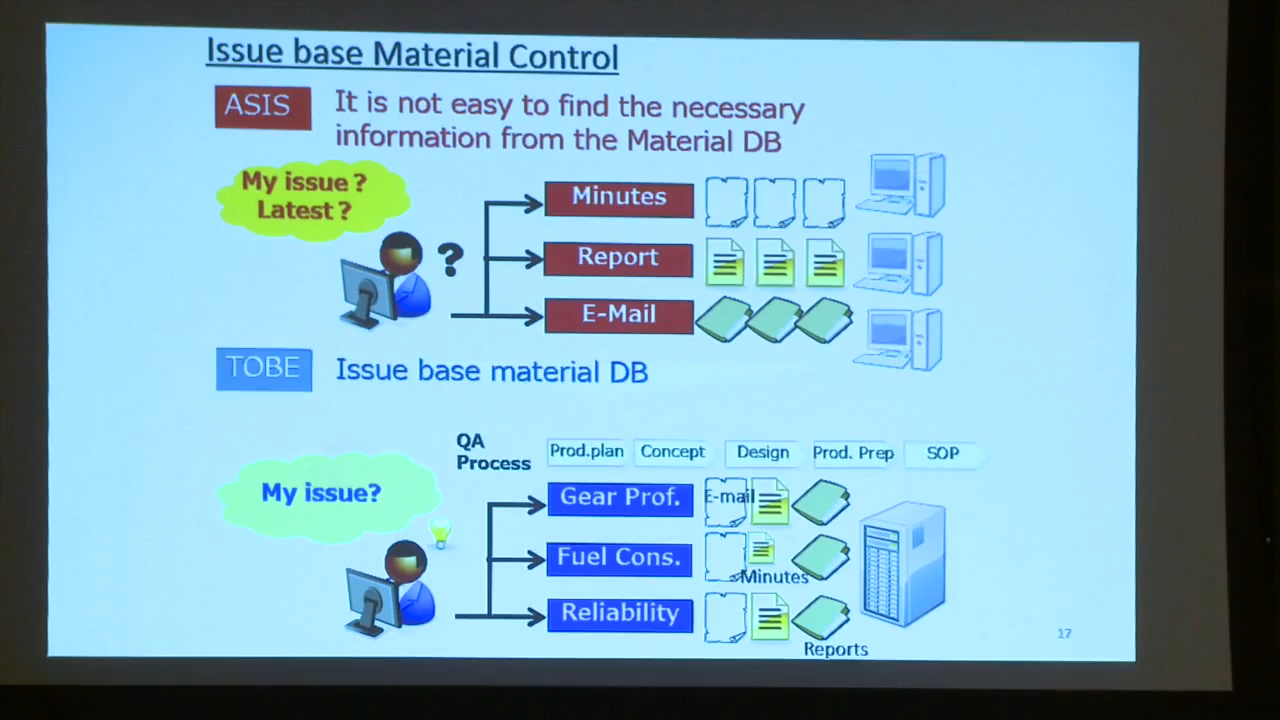 Issue base Material Control
ASIS
It is not easy to find the necessary
information from the Material DB
My issue?
Latest?
?
Minutes
Report
E-Mail
TOBE
Issue base material DB
QA
Process
Prod.plan
Concept
Design
Prod. Prep
SOP
My issue?
Gear Prof.
E-mail
Fuel Cons.
Minutes
Reliability
Reports
17